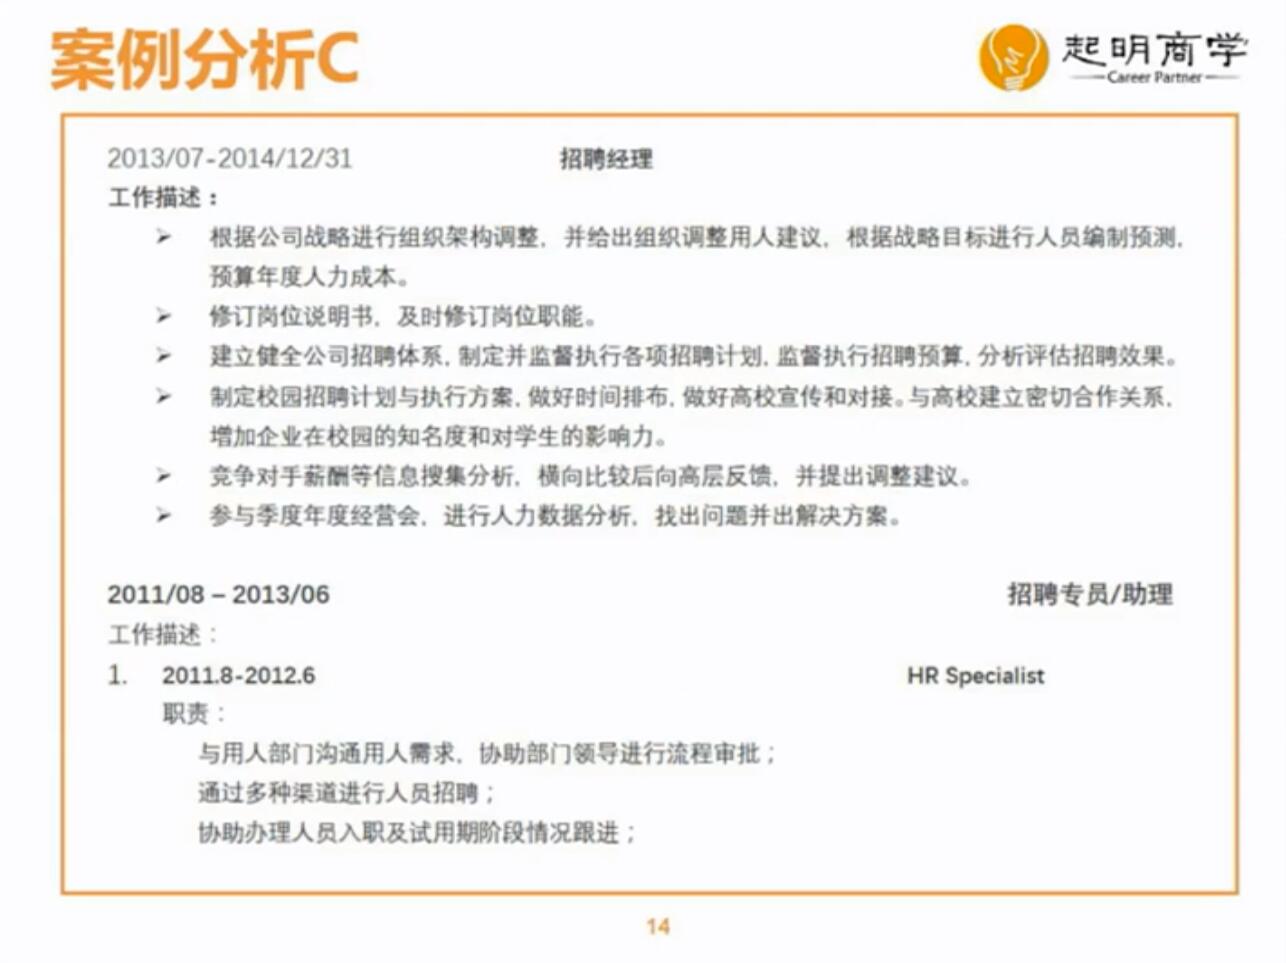 案例分析C
起明商学
Career Partner
2013/07-2014/12/31 招聘经理
工作描述：
➢ 根据公司战略进行组织架构调整，并给出组织调整用人建议，根据战略目标进行人员编制预测，
预算年度人力成本。
➢ 修订岗位说明书，及时修订岗位职能。
➢ 建立健全公司招聘体系，制定并监督执行各项招聘计划，监督执行招聘预算，分析评估招聘效果。
➢ 制定校园招聘计划与执行方案，做好时间排布，做好高校宣传和对接。与高校建立密切合作关系，
增加企业在校园的知名度和对学生的影响力。
➢ 竞争对手薪酬等信息搜集分析，横向比较后向高层反馈，并提出调整建议。
➢ 参与季度年度经营会，进行人力数据分析，找出问题并出解决方案。
2011/08 – 2013/06 招聘专员/助理
工作描述：
1. 2011.8-2012.6 HR Specialist
职责：
与用人部门沟通用人需求，协助部门领导进行流程审批；
通过多种渠道进行人员招聘；
协助办理人员入职及试用期阶段情况跟进；
14